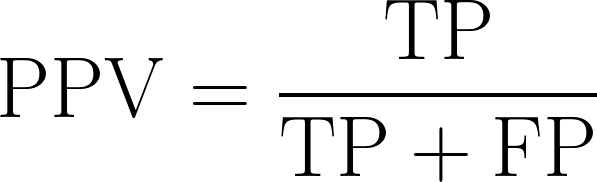 PPV = TP / (TP + FP)